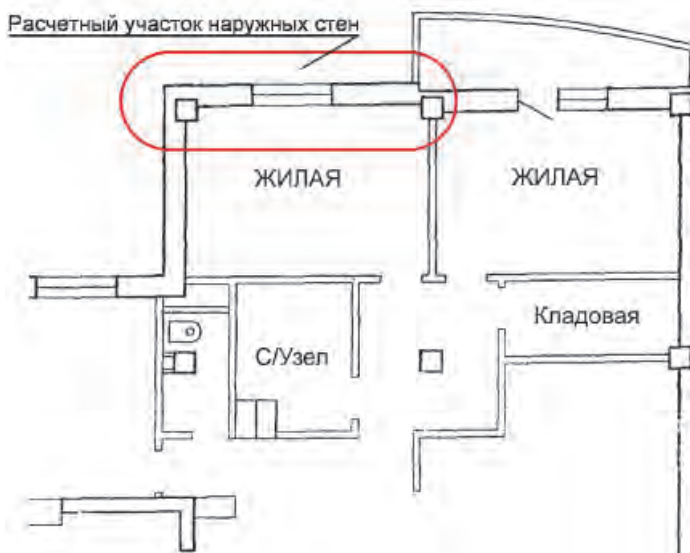 Расчетный участок наружных стен
ЖИЛАЯ
ЖИЛАЯ
Кладовая
С/Узел